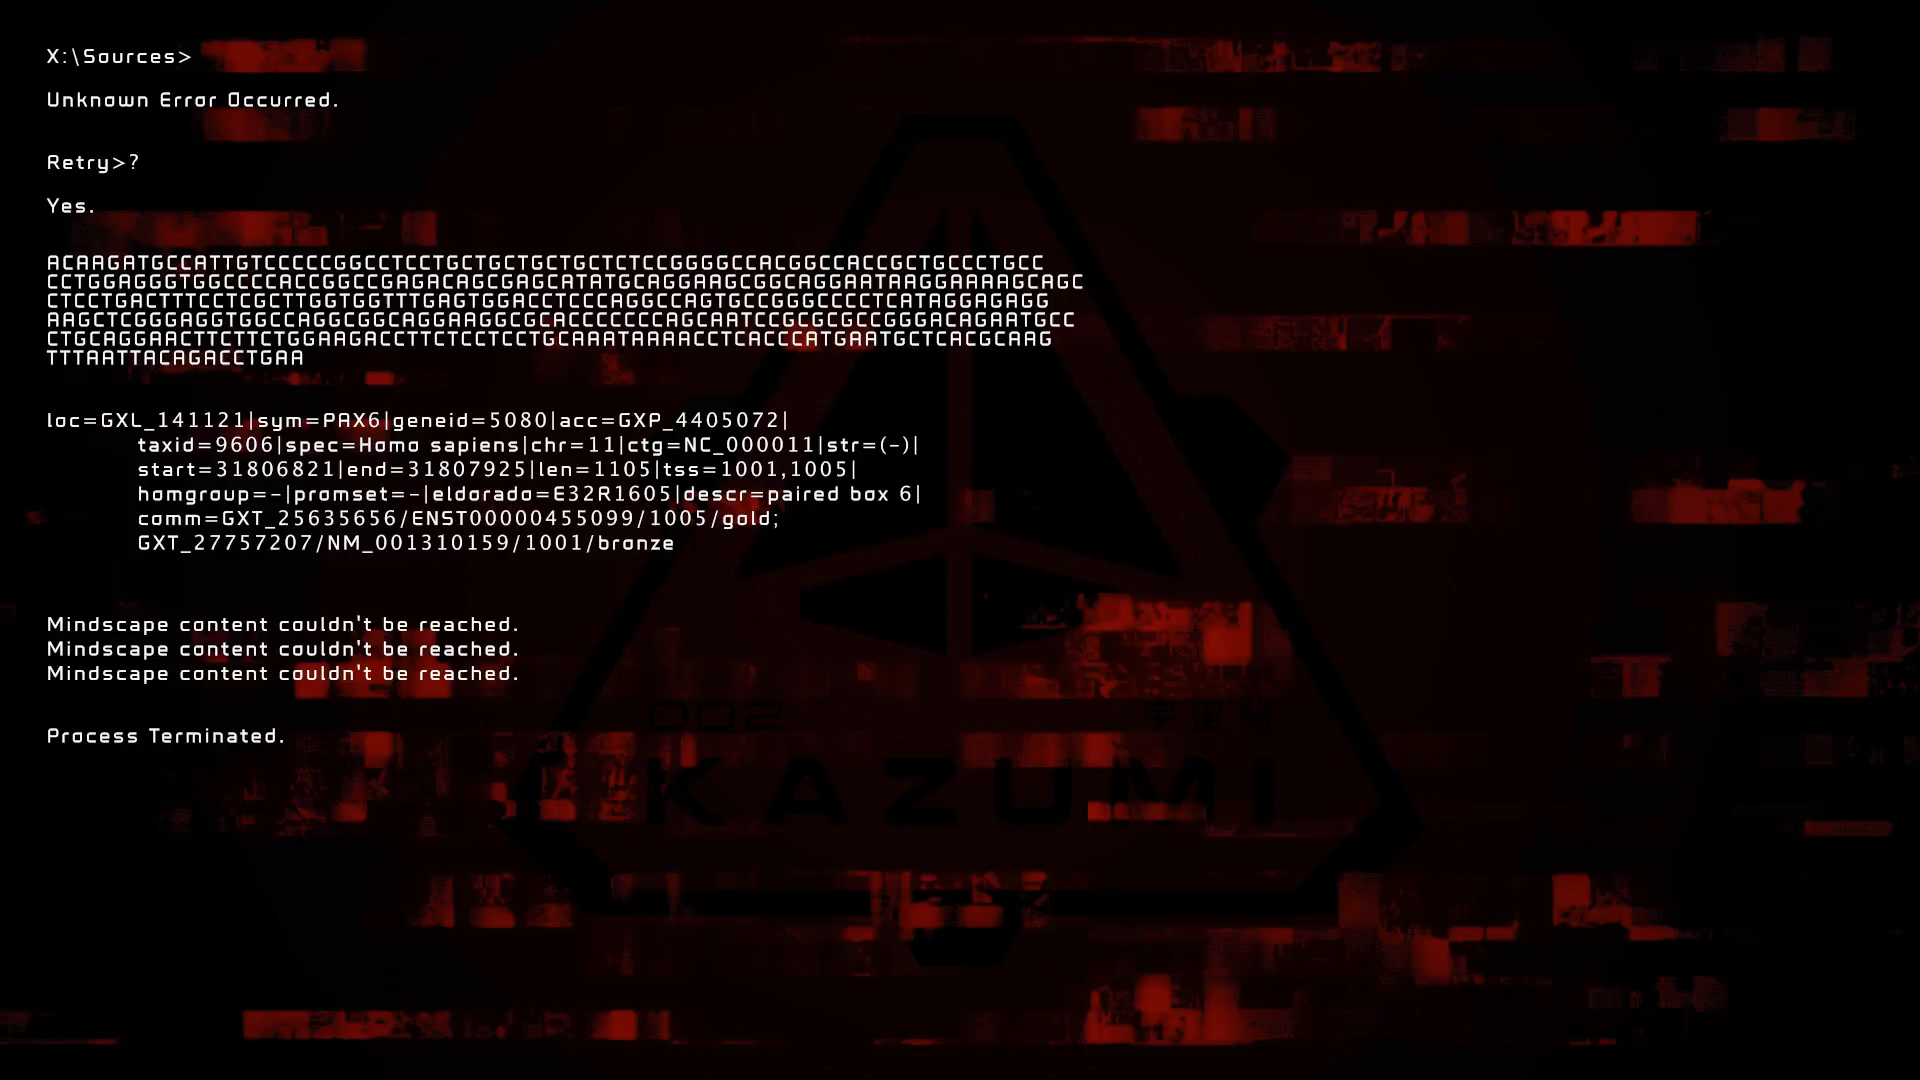 X:\Sources>
Unknown Error Occurred.
Retry>?
Yes.
ACAAGATGCCATTGTCCCCCGGCCTCCTGCTGCTGCTGCTCTCCGGGGCCACGGCCACCGCTGCCCTGCC
CCTGGAGGGTGGCCCCACCGGCCGAGACAGCGAGCATATGCAGGAAGCGGCAGGAATAAGGAAAAGCAGC
CTCCTGACTTTCCTCGCTTGGTGGTTTGAGTGGACCTCCCAGGCCAGTGCCGGGCCCCTCATAGGAGAGG
AAGCTCGGGAGGTGGCCAGGCGGCAGGAAGGCGCACCCCCCCAGCAATCCGCGCGCCGGGACAGAATGCC
CTGCAGGAACTTCTTCTGGAAGACCTTCTCCTCCTGCAAATAAAACCTCACCCATGAATGCTCACGCAAG
TTTAATTACAGACCTGAA
loc=GXL_141121|sym=PAX6|geneid=5080|acc=GXP_4405072|
taxid=9606|spec=Homo sapiens|chr=11|ctg=NC_000011|str=(-)|
start=31806821|end=31807925|len=1105|tss=1001,1005|
homgroup=-|promset=-|eldorado=E32R1605|descr=paired box 6|
comm=GXT_25635656/ENST00000455099/1005/gold;
GXT_27757207/NM_001310159/1001/bronze
Mindscape content couldn't be reached.
Mindscape content couldn't be reached.
Mindscape content couldn't be reached.
002
Process Terminated.
KAZUMI